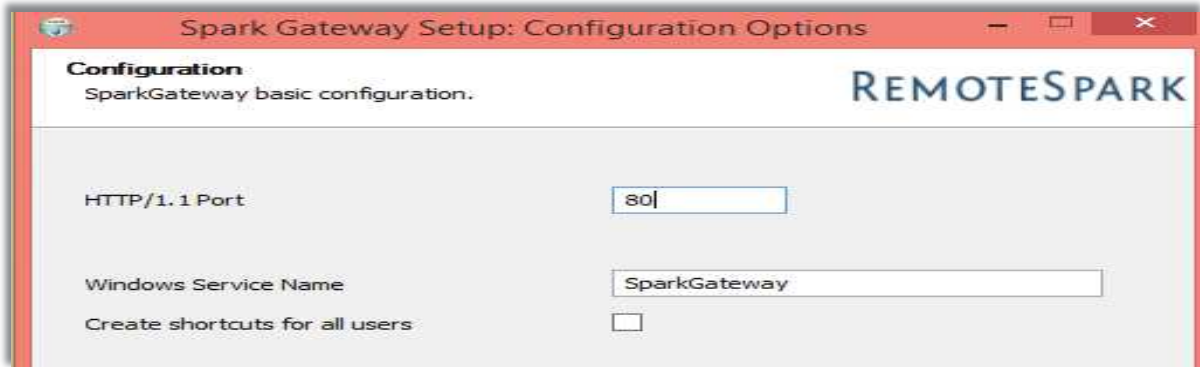 Spark Gateway Setup: Configuration Options
Configuration
SparkGateway basic configuration.
REMOTESPARK
HTTP/1.1 Port
80
Windows Service Name
SparkGateway
Create shortcuts for all users